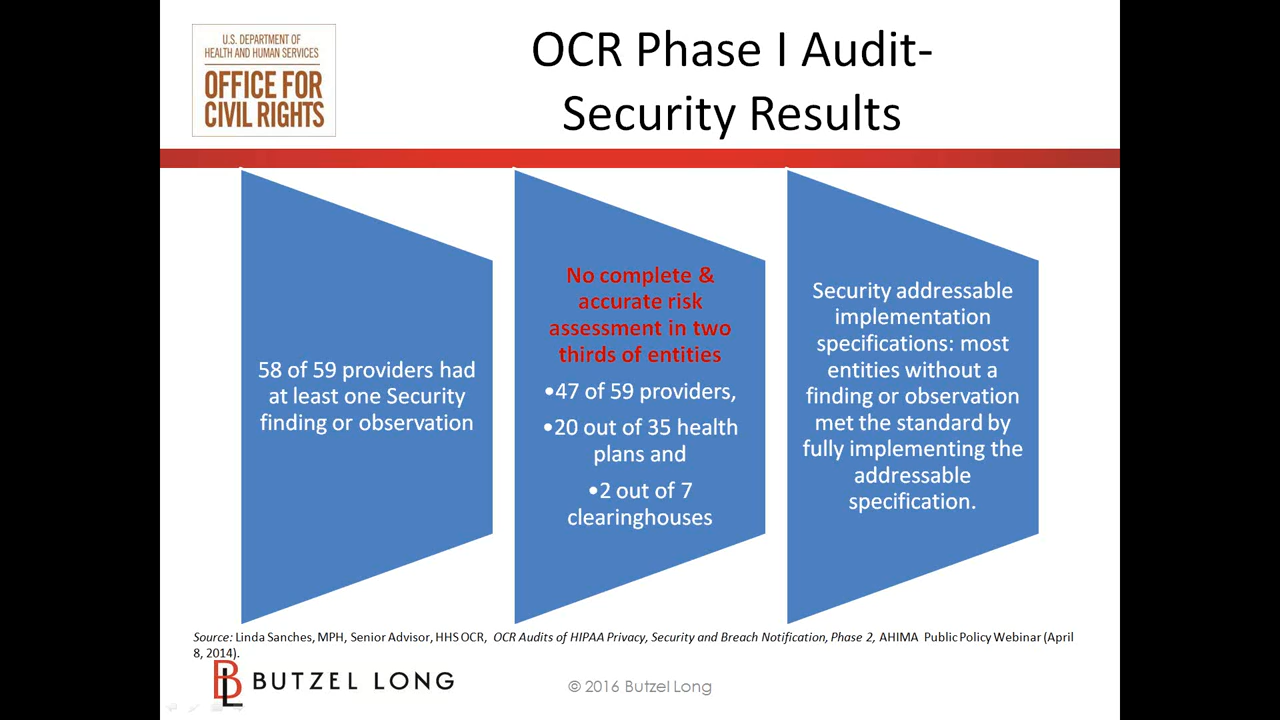 U.S. DEPARTMENT OF
HEALTH AND HUMAN SERVICES
OFFICE FOR
CIVIL RIGHTS
OCR Phase I Audit-
Security Results
58 of 59 providers had
at least one Security
finding or observation
No complete &
accurate risk
assessment in two
thirds of entities
•47 of 59 providers,
•20 out of 35 health
plans and
•2 out of 7
clearinghouses
Security addressable
implementation
specifications: most
entities without a
finding or observation
met the standard by
fully implementing the
addressable
specification.
Source: Linda Sanches, MPH, Senior Advisor, HHS OCR, OCR Audits of HIPAA Privacy, Security and Breach Notification, Phase 2, AHIMA Public Policy Webinar (April
8, 2014).
BL BUTZEL LONG
© 2016 Butzel Long